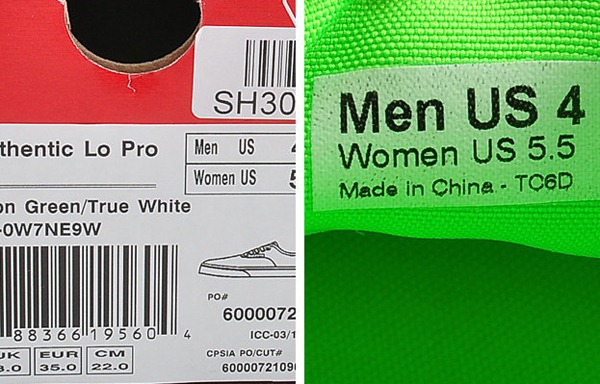 SH30
thentic Lo Pro
Men US
Women US
on Green/True White
-0W7NE9W
PO#
6000072
88366 19560 4
ICC-03/1
CPSIA PO/CUT#
6000072109
UK EUR CM
3.0 35.0 22.0
Men US 4
Women US 5.5
Made in China - TC6D